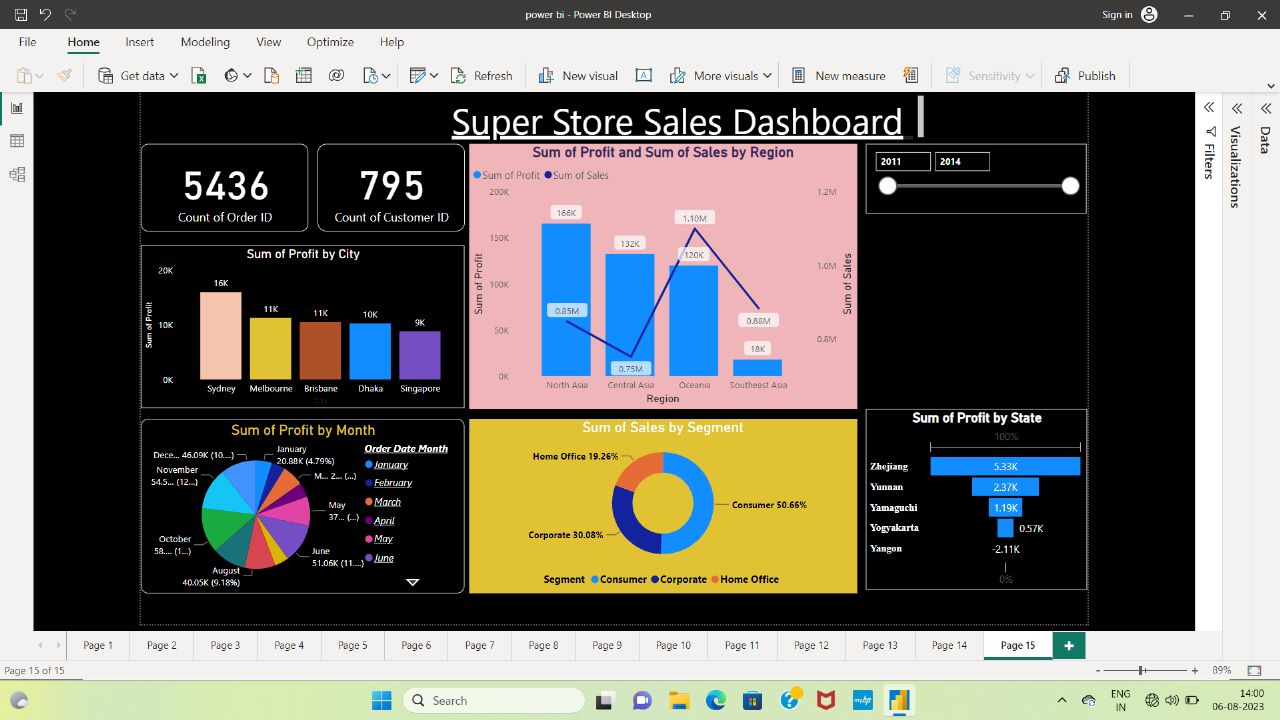 power bi - Power BI Desktop
Sign in
File Home Insert Modeling View Optimize Help
Get data Refresh New visual A More visuals New measure Sensitivity Publish
Super Store Sales Dashboard
5436
Count of Order ID
795
Count of Customer ID
Sum of Profit and Sum of Sales by Region
Sum of Profit Sum of Sales
200K
150K
100K
50K
0K
Sum of Profit
166K
132K
120K
18K
0.85M
0.75M
1.10M
0.88M
1.2M
1.0M
0.8M
Sum of Sales
North Asia Central Asia Oceania Southeast Asia
Region
2011 2014
Filters
Visualizations
Data
Sum of Profit by City
20K
10K
0K
Sum of Profit
16K
11K
11K
10K
9K
Sydney Melbourne Brisbane Dhaka Singapore
City
Sum of Profit by Month
Dece... 46.09K (10...)
November
54.5... (12...)
October
58.... (1...)
August
40.05K (9.18%)
January
20.88K (4.79%)
M... 2... (...)
May
37... (...)
June
51.06K (11....)
Order Date Month
January
February
March
April
May
June
Sum of Sales by Segment
Home Office 19.26%
Consumer 50.66%
Corporate 30.08%
Segment Consumer Corporate Home Office
Sum of Profit by State
100%
Zhejiang 5.33K
Yunnan 2.37K
Yamaguchi 1.19K
Yogyakarta 0.57K
Yangon -2.11K
0%
Page 1 Page 2 Page 3 Page 4 Page 5 Page 6 Page 7 Page 8 Page 9 Page 10 Page 11 Page 12 Page 13 Page 14 Page 15 +
Page 15 of 15
- + 89%
Search
myhp
ENG
IN
14:00
06-08-2023